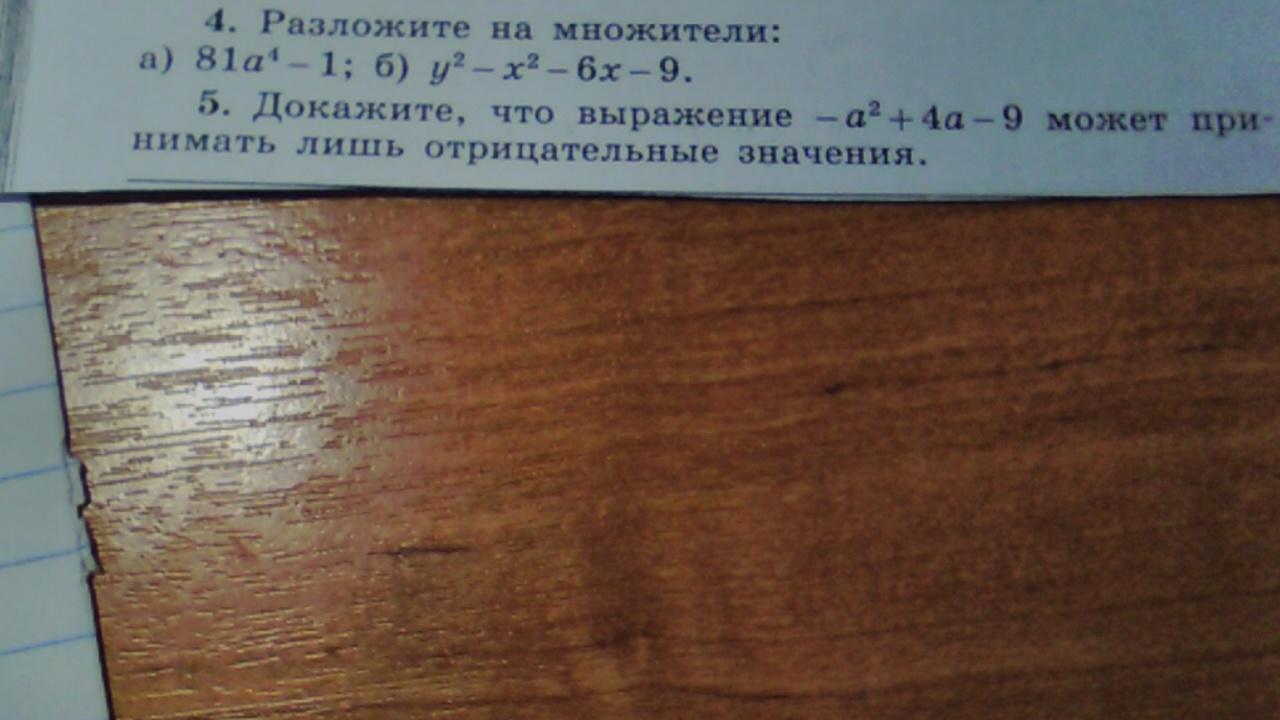 4. Разложите на множители:
а) 81a⁴ – 1; б) y² – x² – 6x – 9.
5. Докажите, что выражение –a² + 4a – 9 может при-
нимать лишь отрицательные значения.